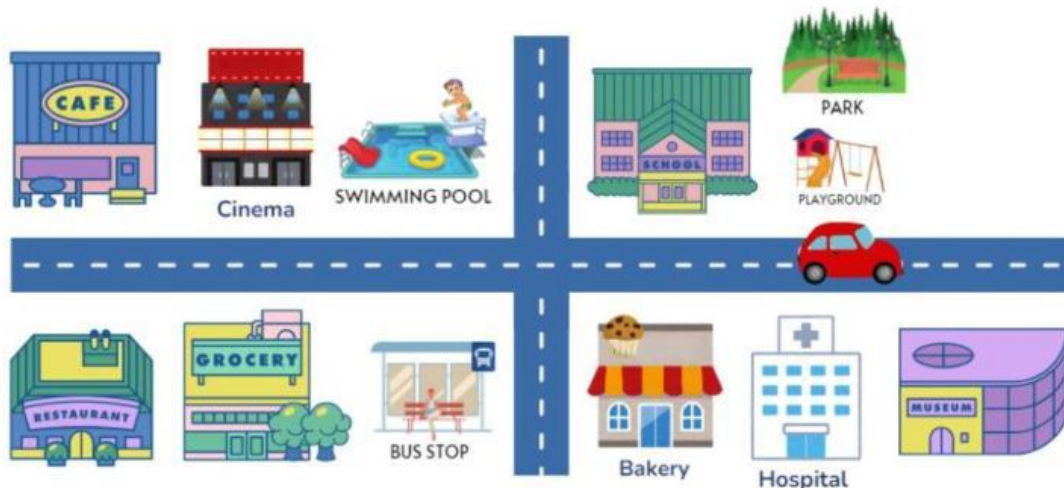 CAFE
Cinema
SWIMMING POOL
SCHOOL
PARK
PLAYGROUND
RESTAURANT
GROCERY
BUS STOP
Bakery
Hospital
MUSEUM